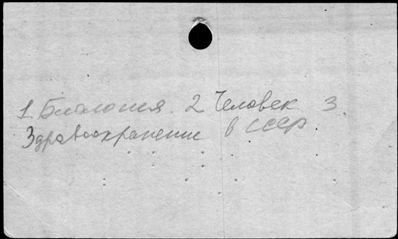 1. Биология. 2 Человек 3.
Здравоохранение в СССР.